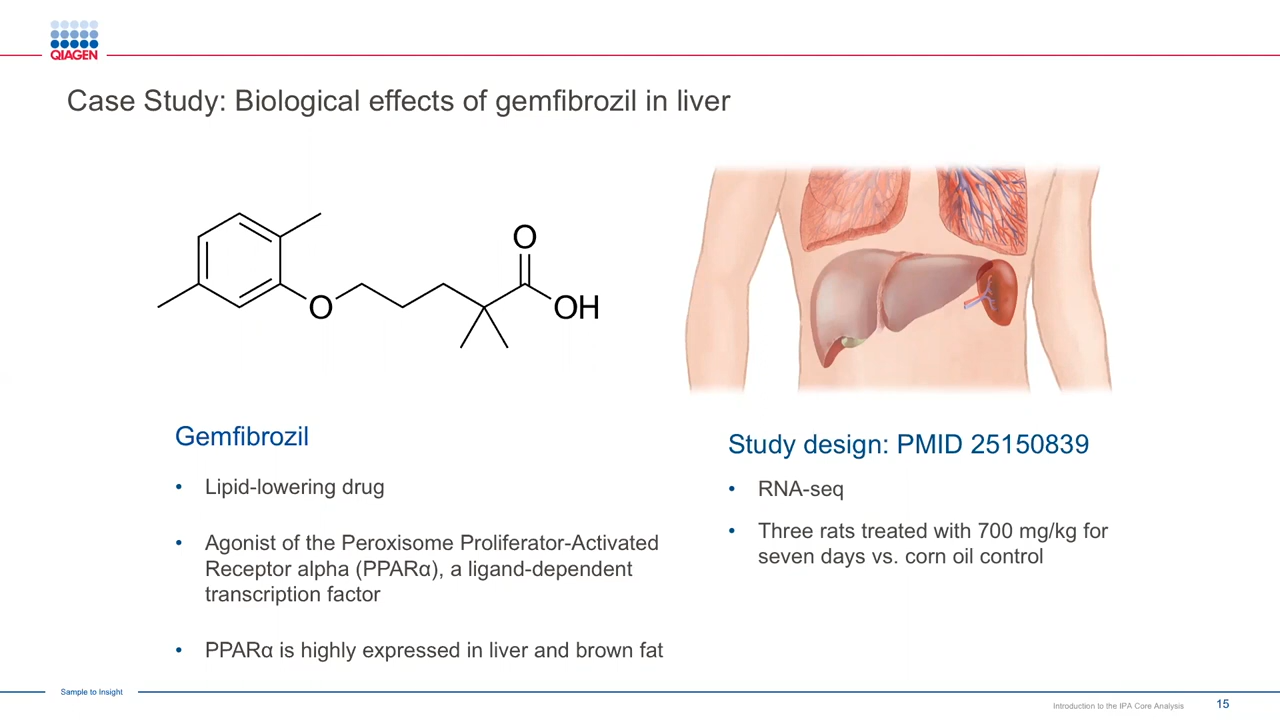 QIAGEN
Case Study: Biological effects of gemfibrozil in liver
O
O
OH
Gemfibrozil
• Lipid-lowering drug
• Agonist of the Peroxisome Proliferator-Activated
Receptor alpha (PPARα), a ligand-dependent
transcription factor
• PPARα is highly expressed in liver and brown fat
Study design: PMID 25150839
• RNA-seq
• Three rats treated with 700 mg/kg for
seven days vs. corn oil control
Sample to Insight
Introduction to the IPA Core Analysis
15